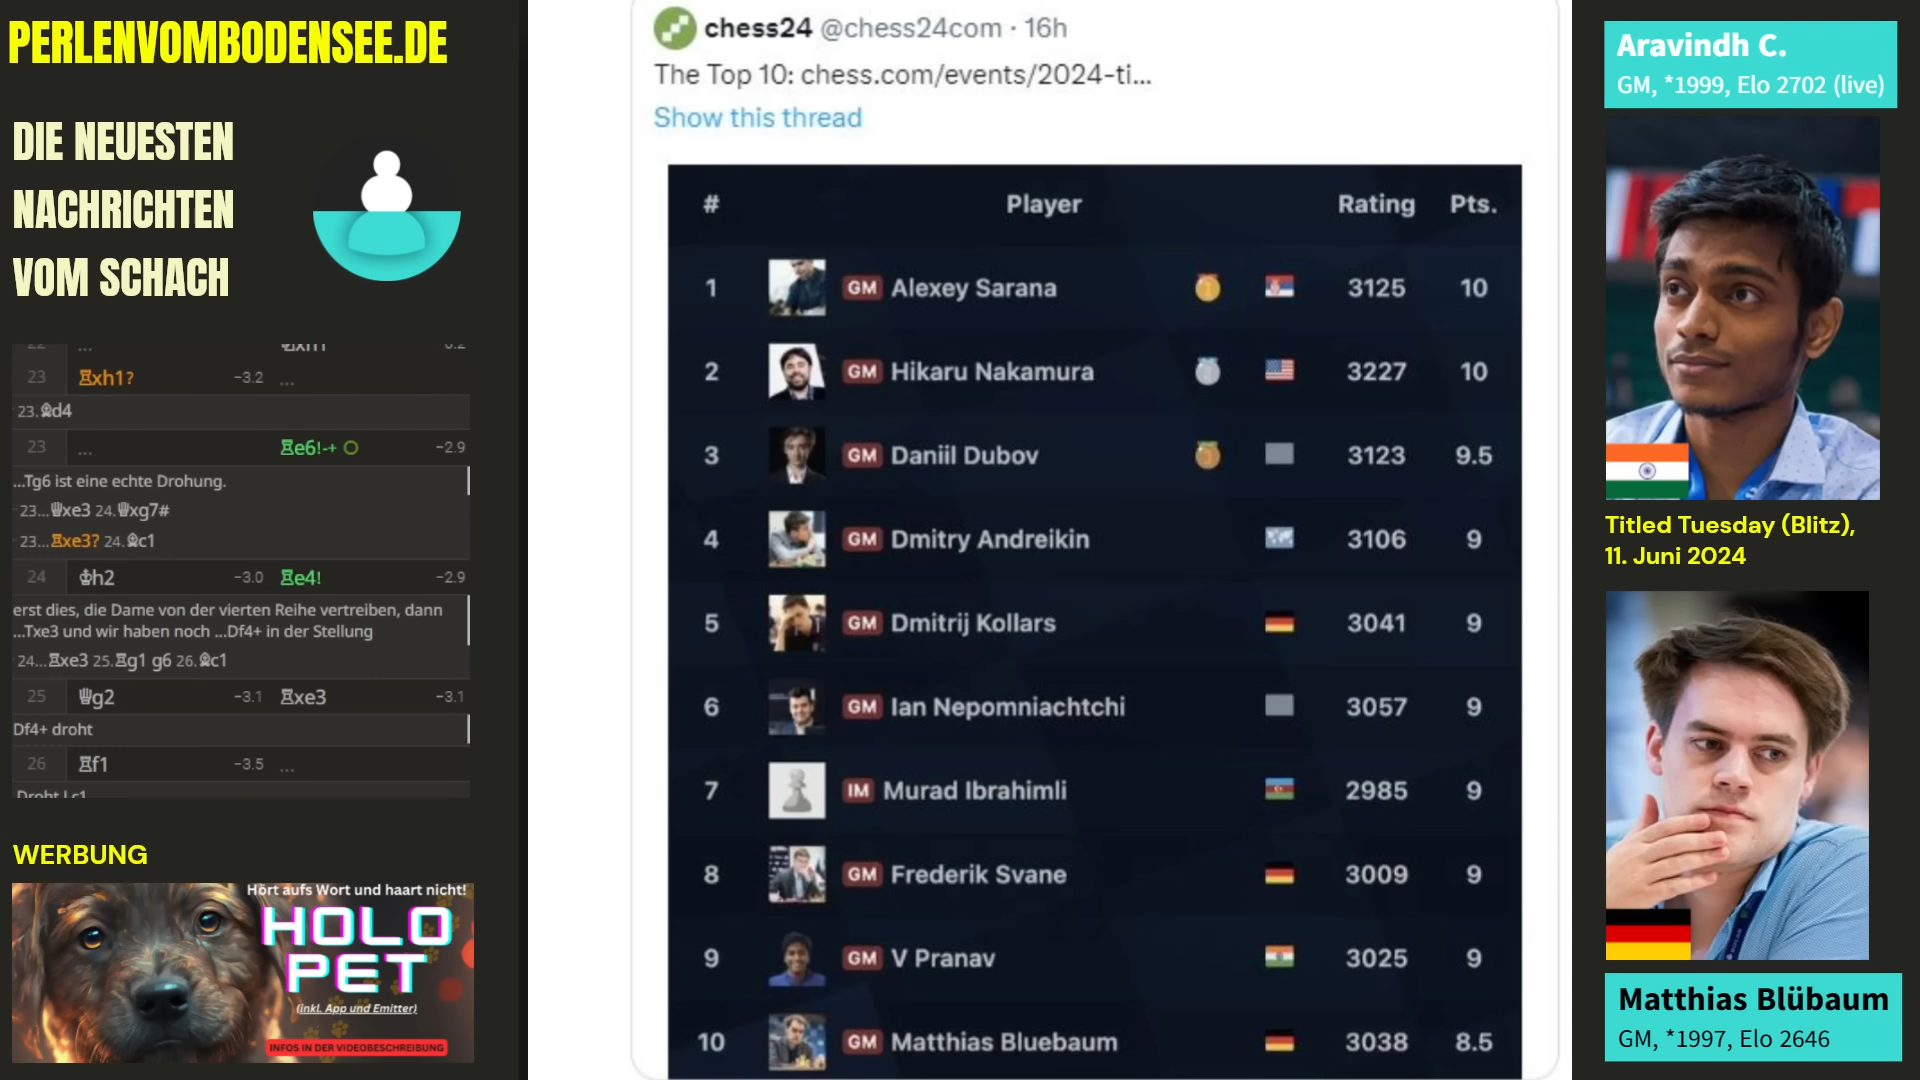 PERLENVOMBODENSEE.DE
DIE NEUESTEN
NACHRICHTEN
VOM SCHACH
23 ♖xh1? −3.2 ...
23.♗d4
23 ... ♖e6!-+ −2.9
...Tg6 ist eine echte Drohung.
23...♕xe3 24.♕xg7#
23...♖xe3? 24.♗c1
24 ♔h2 −3.0 ♖e4! −2.9
erst dies, die Dame von der vierten Reihe vertreiben, dann
...Txe3 und wir haben noch ...Df4+ in der Stellung
24...♖xe3 25.♖g1 g6 26.♗c1
25 ♕g2 −3.1 ♖xe3 −3.1
Df4+ droht
26 ♖f1 −3.5 ...
WERBUNG
Hört aufs Wort und haart nicht!
HOLO
PET
(inkl. App und Emitter)
INFOS IN DER VIDEOBESCHREIBUNG
chess24 @chess24com · 16h
The Top 10: chess.com/events/2024-ti...
Show this thread
# Player Rating Pts.
1 GM Alexey Sarana 3125 10
2 GM Hikaru Nakamura 3227 10
3 GM Daniil Dubov 3123 9.5
4 GM Dmitry Andreikin 3106 9
5 GM Dmitrij Kollars 3041 9
6 GM Ian Nepomniachtchi 3057 9
7 IM Murad Ibrahimli 2985 9
8 GM Frederik Svane 3009 9
9 GM V Pranav 3025 9
10 GM Matthias Bluebaum 3038 8.5
Aravindh C.
GM, *1999, Elo 2702 (live)
Titled Tuesday (Blitz),
11. Juni 2024
Matthias Blübaum
GM, *1997, Elo 2646